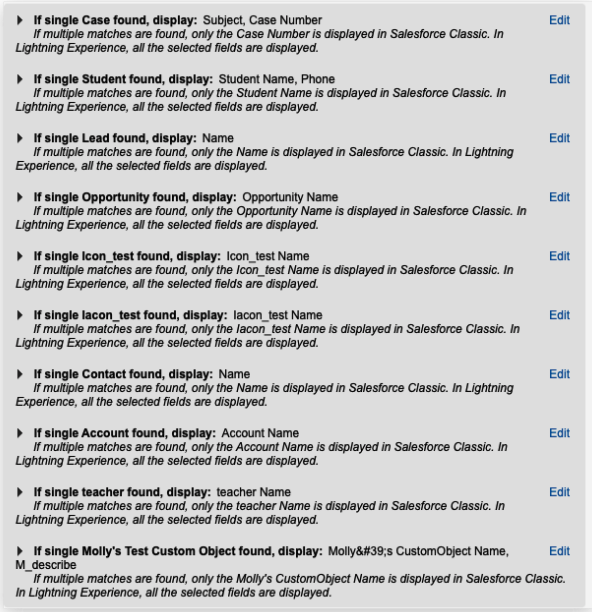 If single Case found, display: Subject, Case Number Edit
If multiple matches are found, only the Case Number is displayed in Salesforce Classic. In
Lightning Experience, all the selected fields are displayed.
If single Student found, display: Student Name, Phone Edit
If multiple matches are found, only the Student Name is displayed in Salesforce Classic. In
Lightning Experience, all the selected fields are displayed.
If single Lead found, display: Name Edit
If multiple matches are found, only the Name is displayed in Salesforce Classic. In Lightning
Experience, all the selected fields are displayed.
If single Opportunity found, display: Opportunity Name Edit
If multiple matches are found, only the Opportunity Name is displayed in Salesforce Classic. In
Lightning Experience, all the selected fields are displayed.
If single Icon_test found, display: Icon_test Name Edit
If multiple matches are found, only the Icon_test Name is displayed in Salesforce Classic. In
Lightning Experience, all the selected fields are displayed.
If single Iacon_test found, display: Iacon_test Name Edit
If multiple matches are found, only the Iacon_test Name is displayed in Salesforce Classic. In
Lightning Experience, all the selected fields are displayed.
If single Contact found, display: Name Edit
If multiple matches are found, only the Name is displayed in Salesforce Classic. In Lightning
Experience, all the selected fields are displayed.
If single Account found, display: Account Name Edit
If multiple matches are found, only the Account Name is displayed in Salesforce Classic. In
Lightning Experience, all the selected fields are displayed.
If single teacher found, display: teacher Name Edit
If multiple matches are found, only the teacher Name is displayed in Salesforce Classic. In
Lightning Experience, all the selected fields are displayed.
If single Molly's Test Custom Object found, display: Molly&#39;s CustomObject Name, Edit
M_describe
If multiple matches are found, only the Molly's CustomObject Name is displayed in Salesforce Classic.
In Lightning Experience, all the selected fields are displayed.